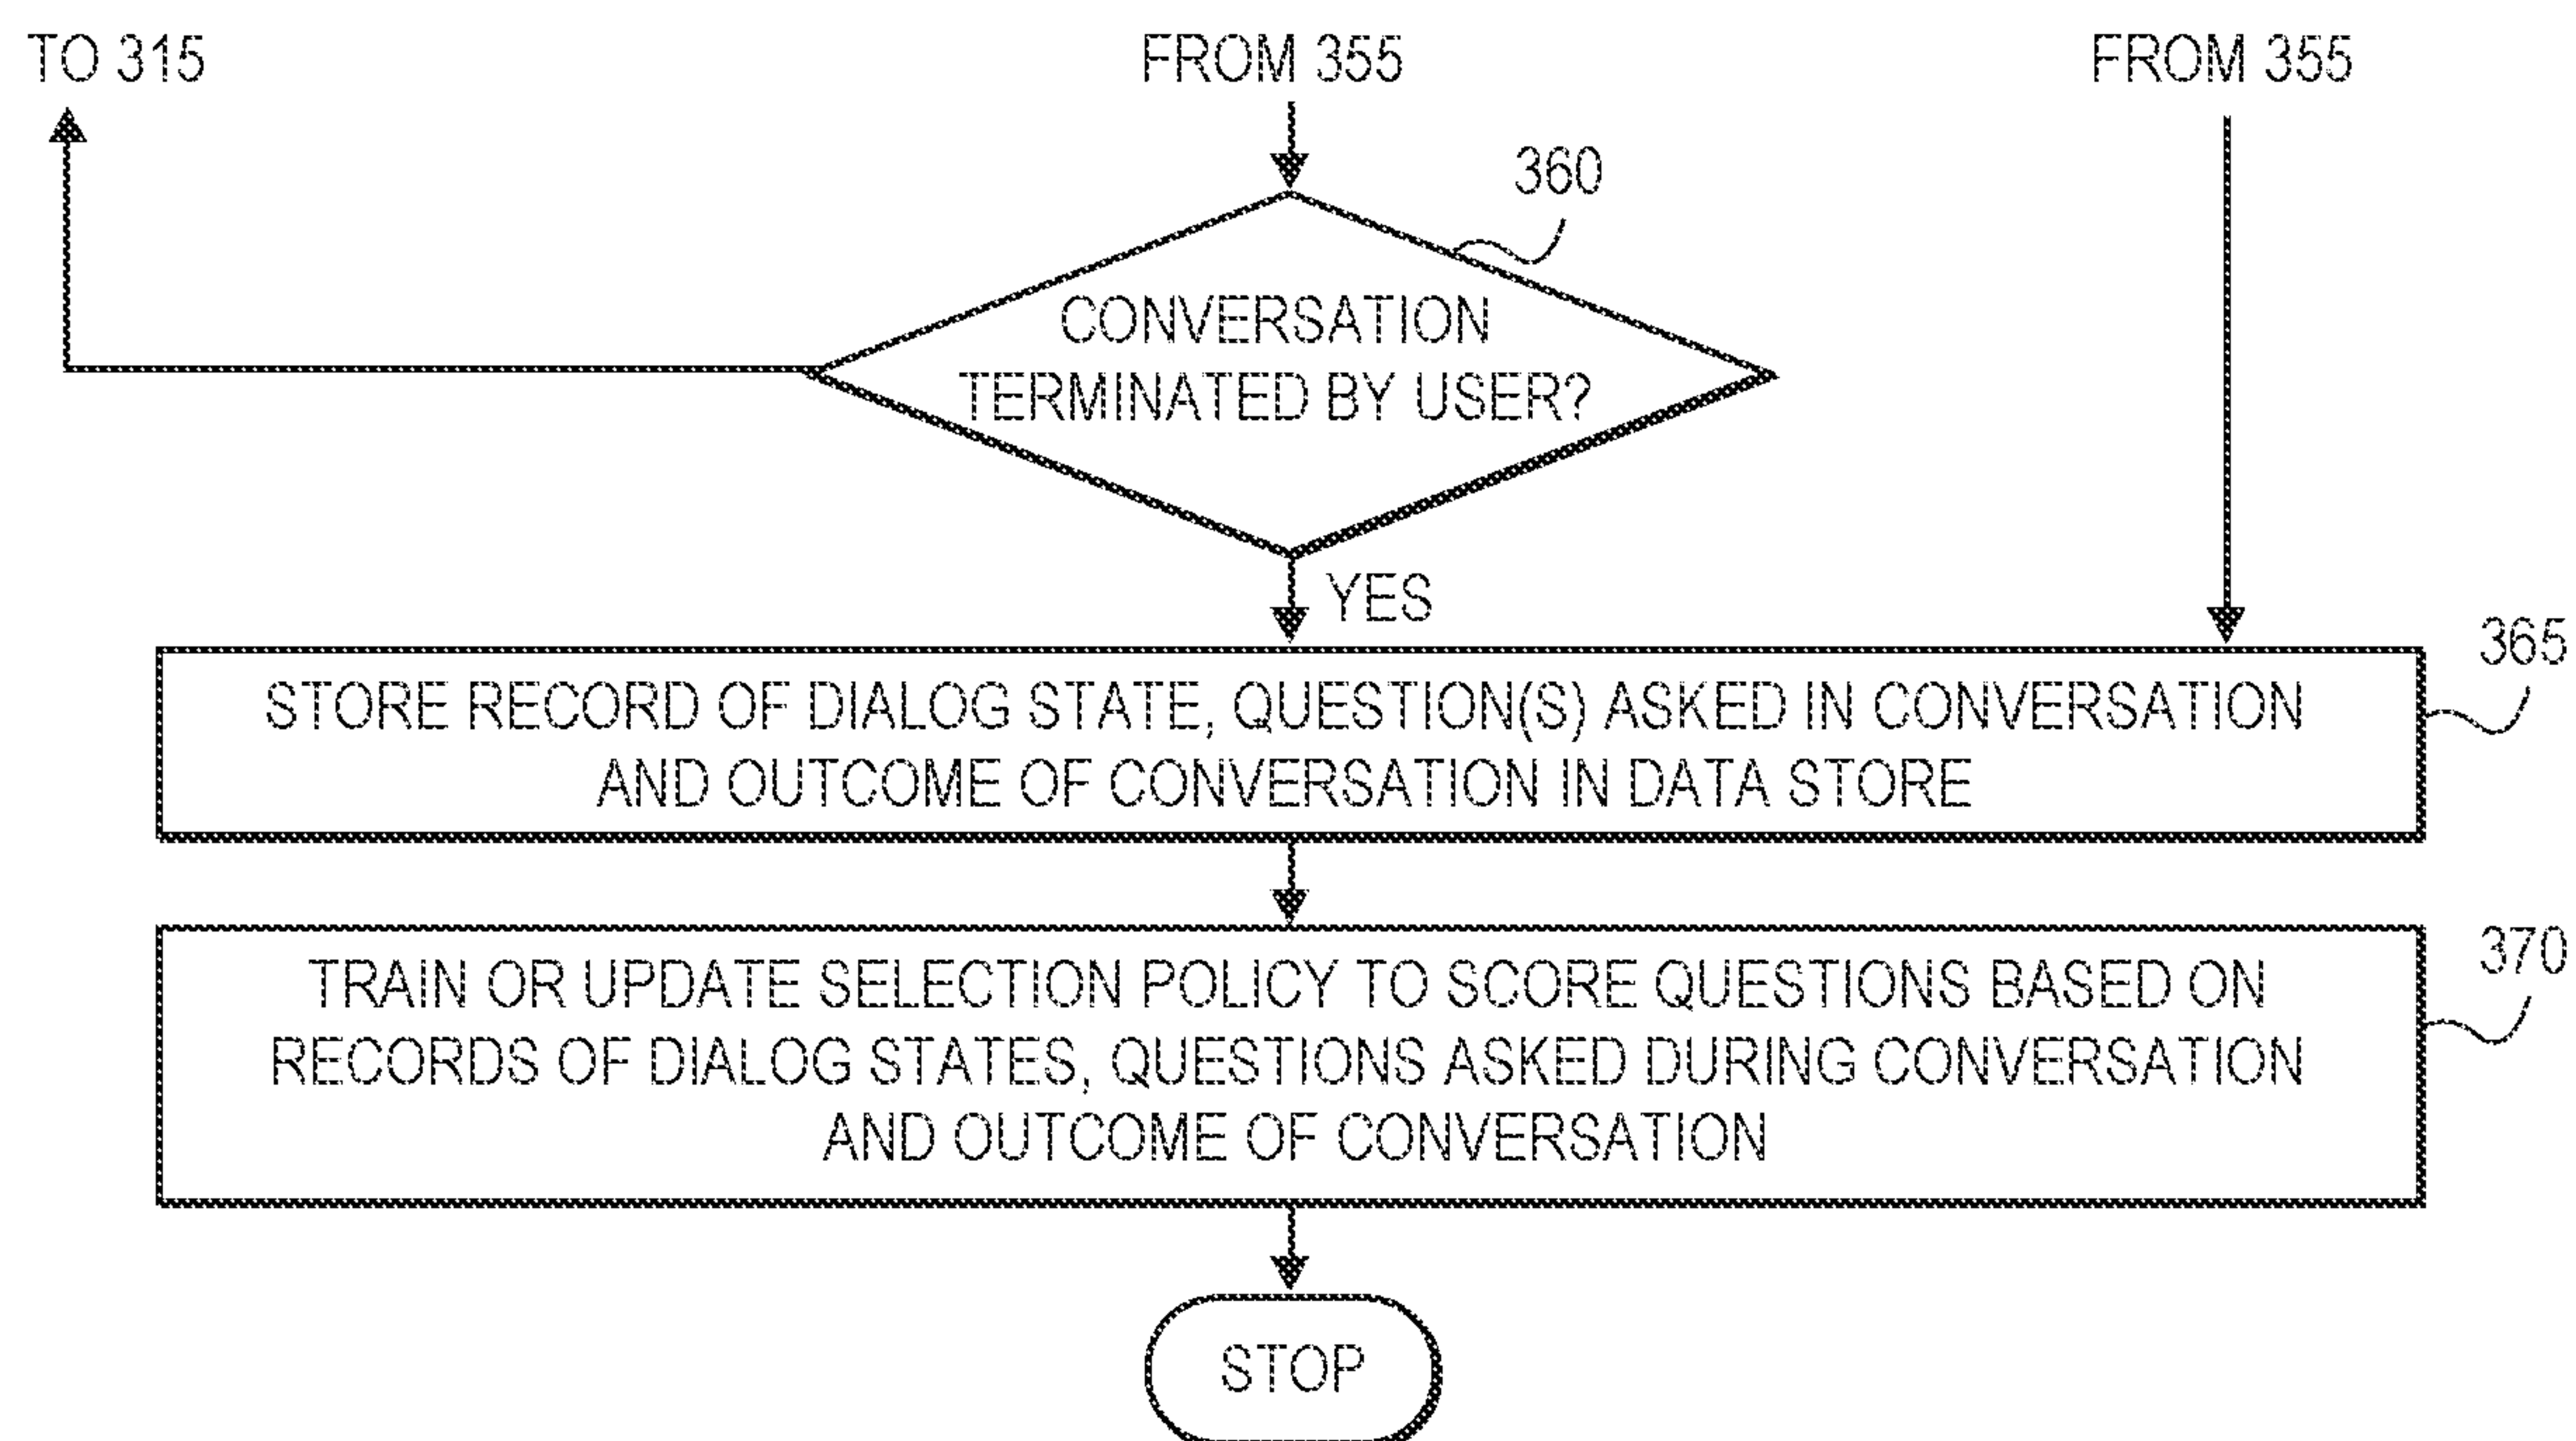 TO 315
FROM 355
FROM 355
360
CONVERSATION
TERMINATED BY USER?
YES
365
STORE RECORD OF DIALOG STATE, QUESTION(S) ASKED IN CONVERSATION
AND OUTCOME OF CONVERSATION IN DATA STORE
370
TRAIN OR UPDATE SELECTION POLICY TO SCORE QUESTIONS BASED ON
RECORDS OF DIALOG STATES, QUESTIONS ASKED DURING CONVERSATION
AND OUTCOME OF CONVERSATION
STOP